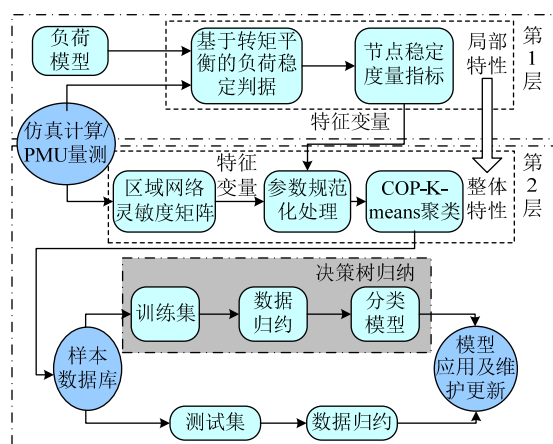 负荷
模型
基于转矩平
衡的负荷稳
定判据
节点稳定
度量指标
局部
特性
第1层
仿真计算/
PMU量测
特征变量
区域网络
灵敏度矩阵
特征
变量
参数规范
化处理
COP-K-
means聚类
整体
特性
第2层
决策树归纳
训练集
数据
归约
分类
模型
样本
数据库
模型
应用及维
护更新
测试集
数据归约